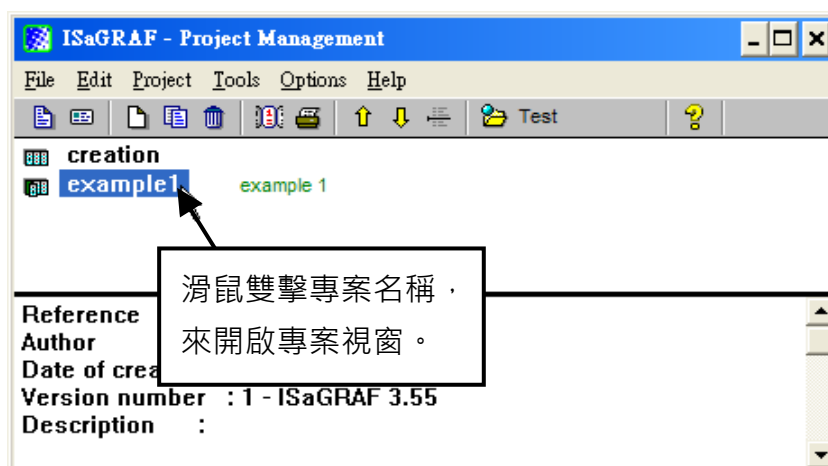 ISaGRAF - Project Management
File Edit Project Tools Options Help
Test
creation
example1 example 1
滑鼠雙擊專案名稱，
來開啟專案視窗。
Reference
Author
Date of crea
Version number : 1 - ISaGRAF 3.55
Description :